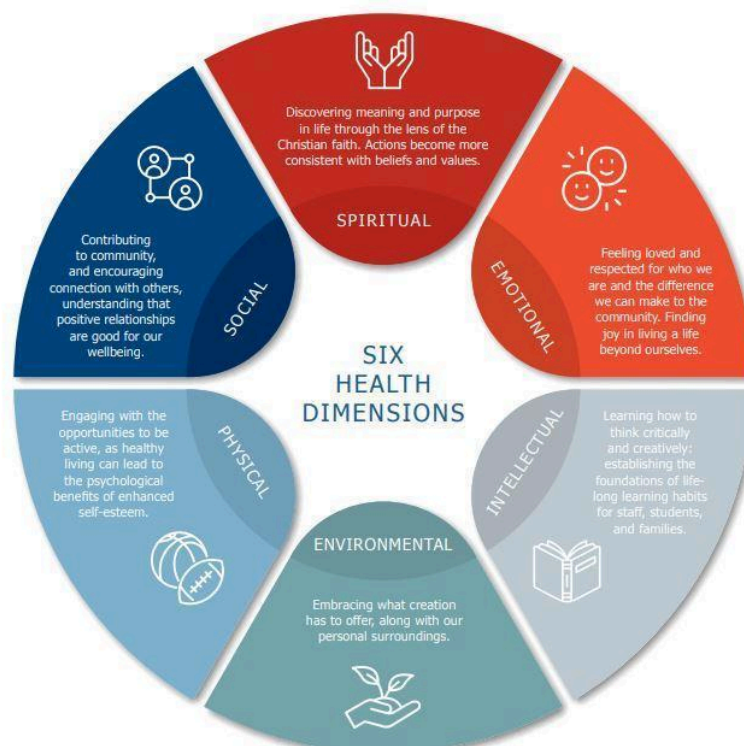 Discovering meaning and purpose
in life through the lens of the
Christian faith. Actions become more
consistent with beliefs and values.
SPIRITUAL
Feeling loved and
respected for who we
are and the difference
we can make to the
community. Finding
joy in living a life
beyond ourselves.
EMOTIONAL
Learning how to
think critically
and creatively:
establishing the
foundations of life-
long learning habits
for staff, students,
and families.
INTELLECTUAL
ENVIRONMENTAL
Embracing what creation
has to offer, along with our
personal surroundings.
Engaging with the
opportunities to be
active, as healthy
living can lead to
the psychological
benefits of enhanced
self-esteem.
PHYSICAL
Contributing
to community,
and encouraging
connection with others,
understanding that
positive relationships
are good for our
wellbeing.
SOCIAL
SIX
HEALTH
DIMENSIONS